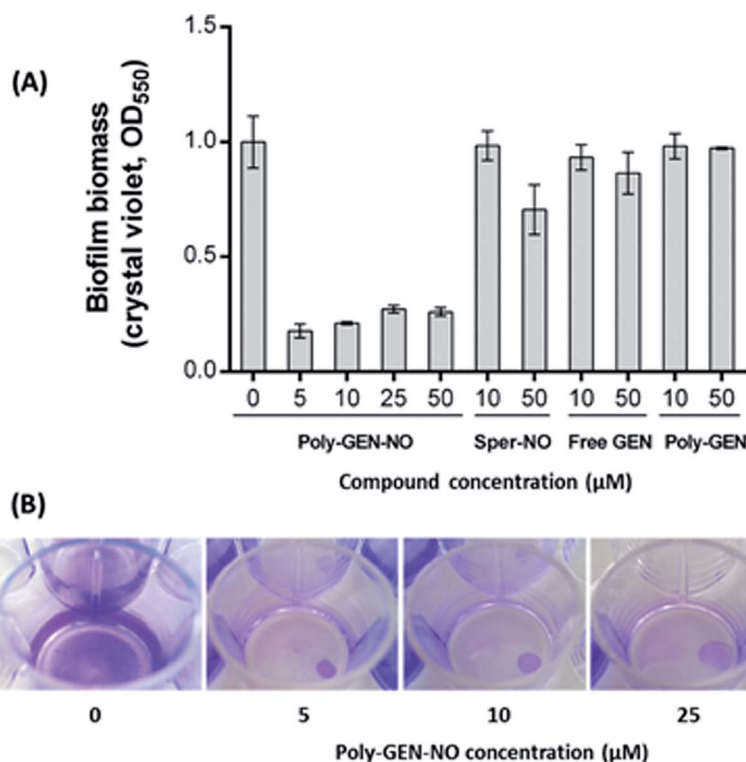 (A)
Biofilm biomass
(crystal violet, OD550)
1.5
1.0
0.5
0.0
0 5 10 25 50 10 50 10 50 10 50
Poly-GEN-NO Sper-NO Free GEN Poly-GEN
Compound concentration (µM)
(B)
0 5 10 25
Poly-GEN-NO concentration (µM)